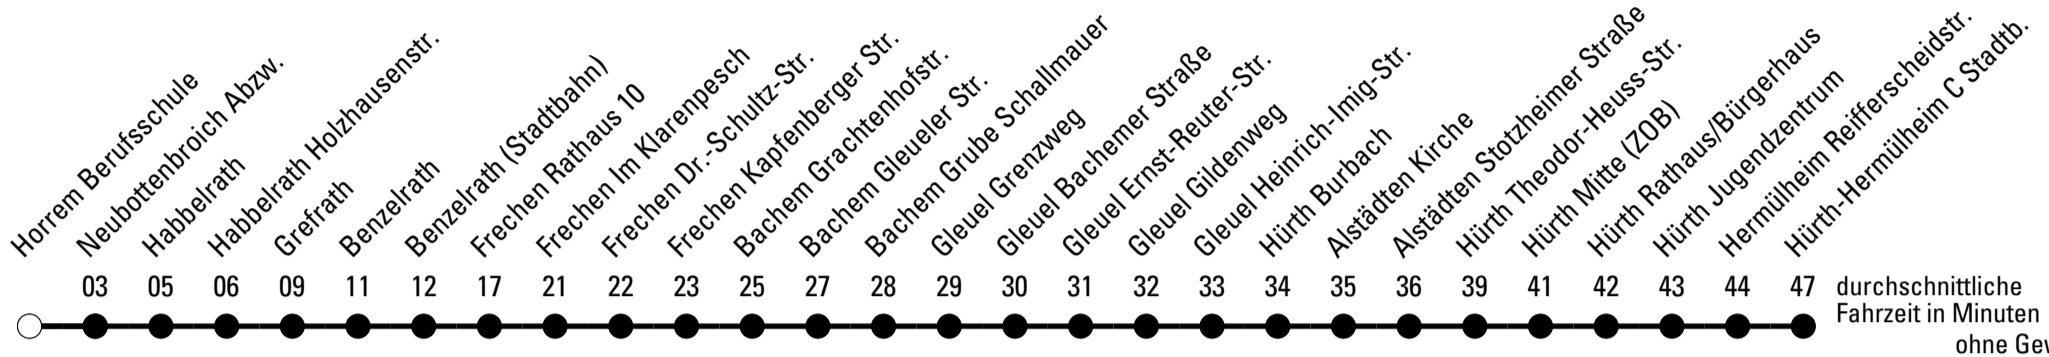 Horrem Berufsschule
Neubottenbroich Abzw.
Habbelrath
Habbelrath Holzhausenstr.
Grefrath
Benzelrath
Benzelrath (Stadtbahn)
Frechen Rathaus 10
Frechen Im Klarenpesch
Frechen Dr.-Schultz-Str.
Frechen Kapfenberger Str.
Bachem Grachtenhofstr.
Bachem Gleueler Str.
Bachem Grube Schallmauer
Gleuel Grenzweg
Gleuel Bachemer Straße
Gleuel Ernst-Reuter-Str.
Gleuel Gildenweg
Gleuel Heinrich-Imig-Str.
Hürth Burbach
Alstädten Kirche
Alstädten Stotzheimer Straße
Hürth Theodor-Heuss-Str.
Hürth Mitte (ZOB)
Hürth Rathaus/Bürgerhaus
Hürth Jugendzentrum
Hermülheim Reifferscheidstr.
Hürth-Hermülheim C Stadtb.
03 05 06 09 11 12 17 21 22 23 25 27 28 29 30 31 32 33 34 35 36 39 41 42 43 44 47
durchschnittliche
Fahrzeit in Minuten
ohne